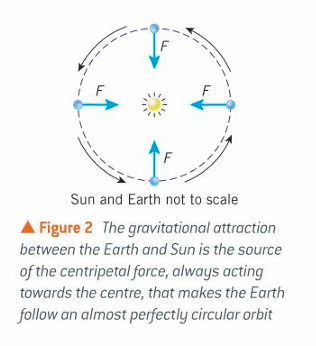 F
F
F
F
Sun and Earth not to scale
▲ Figure 2 The gravitational attraction
between the Earth and Sun is the source
of the centripetal force, always acting
towards the centre, that makes the Earth
follow an almost perfectly circular orbit